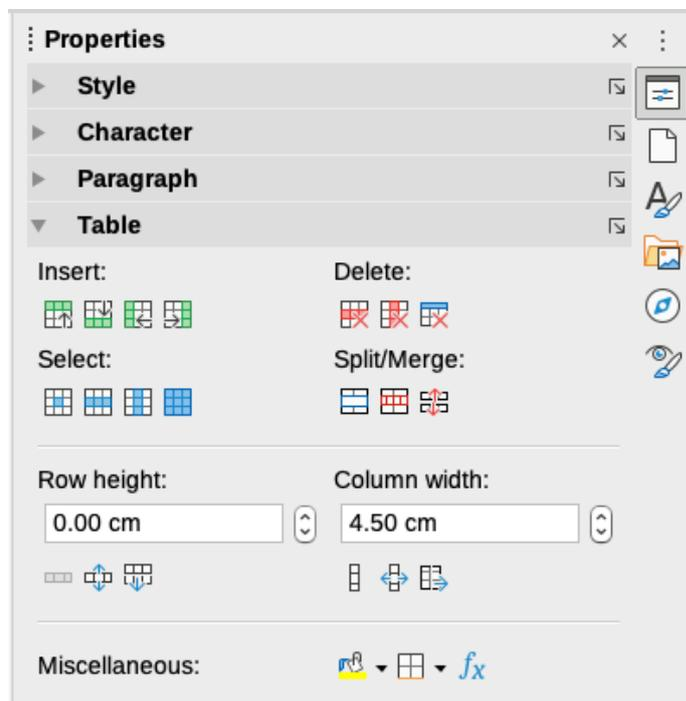 Properties
Style
Character
Paragraph
Table
Insert: Delete:
Select: Split/Merge:
Row height: Column width:
0.00 cm 4.50 cm
Miscellaneous: fx